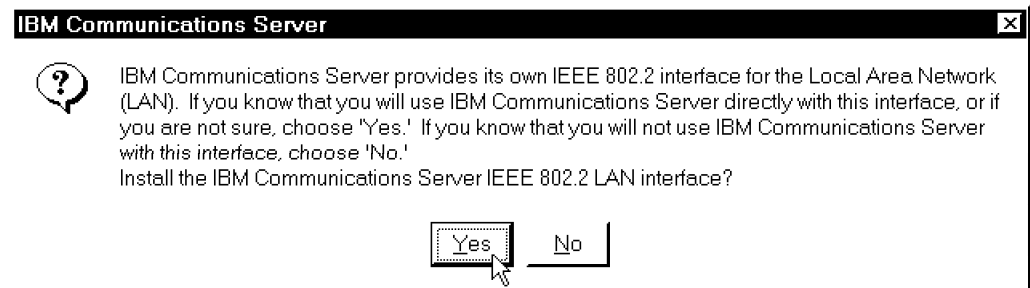 IBM Communications Server
IBM Communications Server provides its own IEEE 802.2 interface for the Local Area Network
(LAN). If you know that you will use IBM Communications Server directly with this interface, or if
you are not sure, choose 'Yes.' If you know that you will not use IBM Communications Server
with this interface, choose 'No.'
Install the IBM Communications Server IEEE 802.2 LAN interface?
Yes No